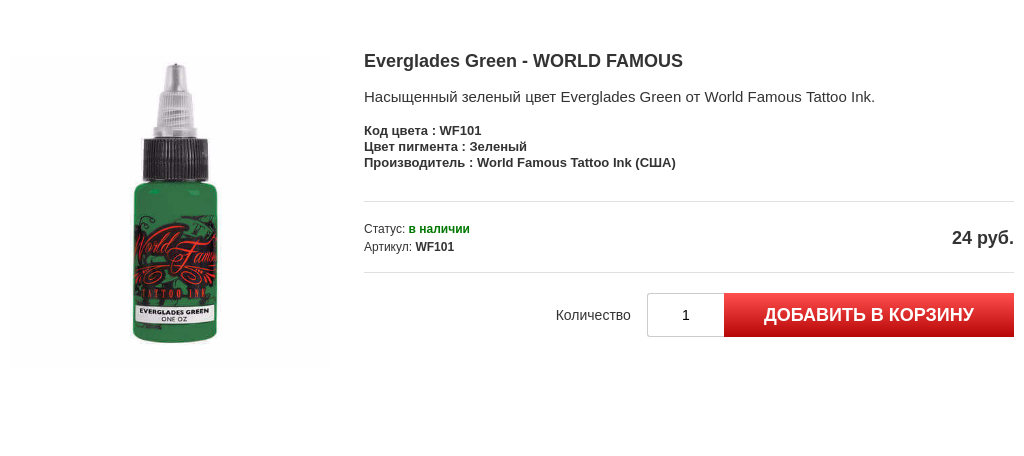 Everglades Green - WORLD FAMOUS
Насыщенный зеленый цвет Everglades Green от World Famous Tattoo Ink.
Код цвета : WF101
Цвет пигмента : Зеленый
Производитель : World Famous Tattoo Ink (США)
Статус: в наличии
Артикул: WF101
24 руб.
Количество 1 ДОБАВИТЬ В КОРЗИНУ
World
Famous
TATTOO INK
EVERGLADES GREEN
ONE OZ